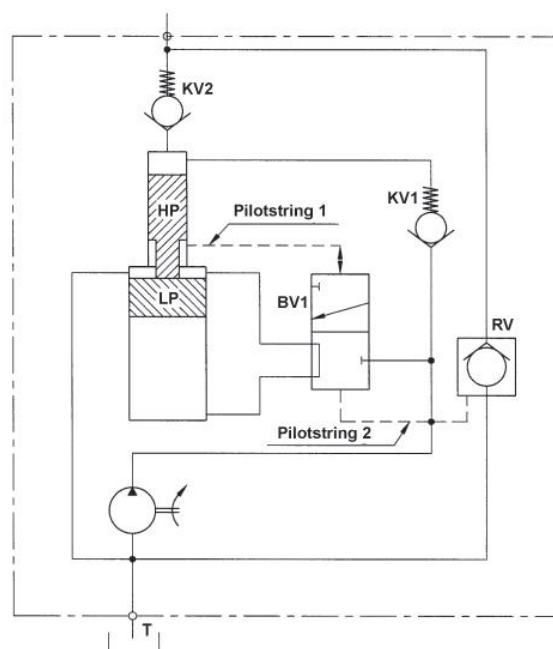 KV2
HP
KV1
Pilotstring 1
LP
BV1
RV
Pilotstring 2
T